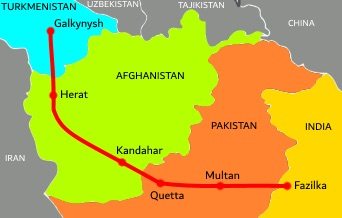 TURKMENISTAN
UZBEKISTAN
TAJIKISTAN
Galkynysh
CHINA
AFGHANISTAN
Herat
PAKISTAN
INDIA
Kandahar
IRAN
Multan
Fazilka
Quetta